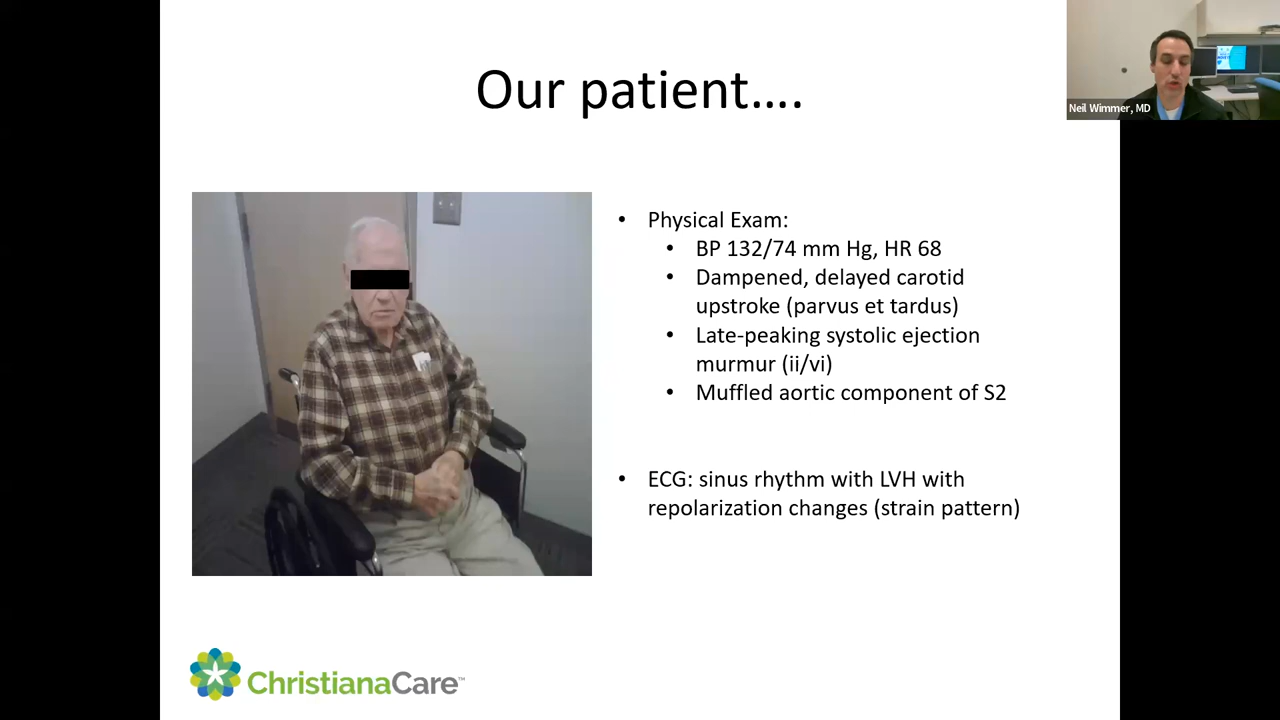 Our patient….
Neil Wimmer, MD
• Physical Exam:
• BP 132/74 mm Hg, HR 68
• Dampened, delayed carotid
upstroke (parvus et tardus)
• Late-peaking systolic ejection
murmur (ii/vi)
• Muffled aortic component of S2
• ECG: sinus rhythm with LVH with
repolarization changes (strain pattern)
ChristianaCare™